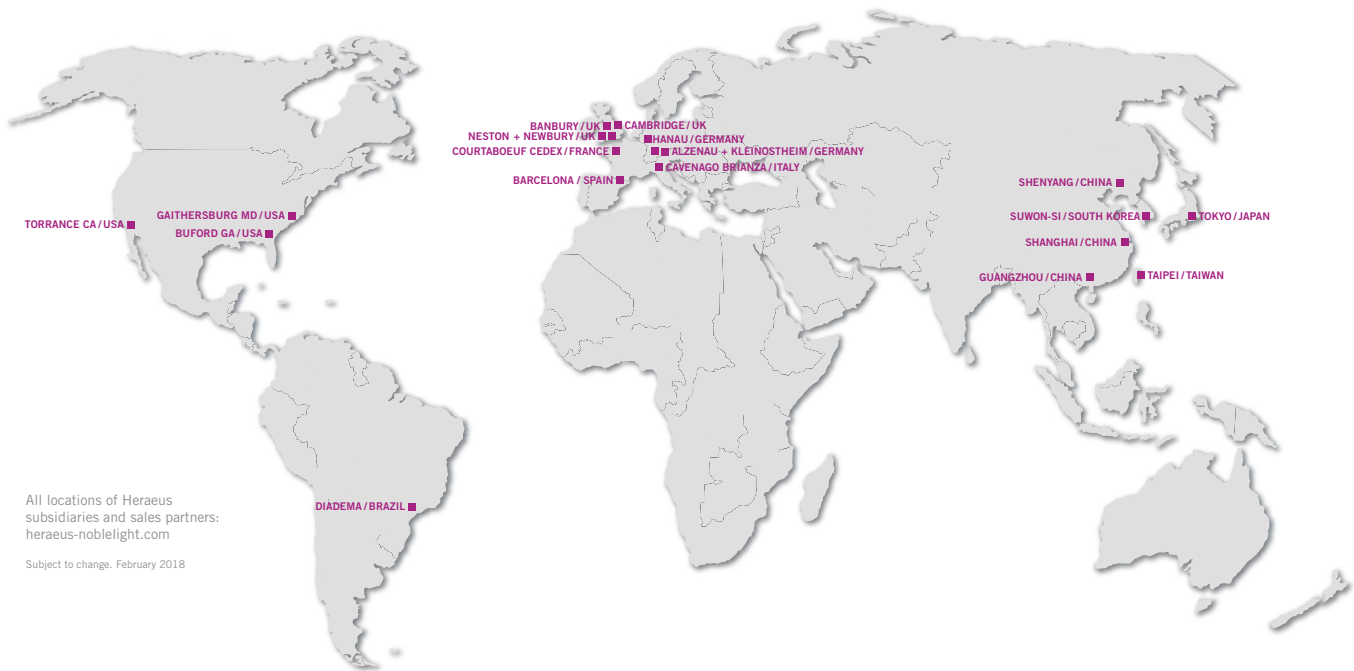 BANBURY / UK
CAMBRIDGE / UK
NESTON + NEWBURY / UK
HANAU / GERMANY
COURTABOEUF CEDEX / FRANCE
ALZENAU + KLEINOSTHEIM / GERMANY
CAVENAGO BRIANZA / ITALY
BARCELONA / SPAIN
SHENYANG / CHINA
TORRANCE CA / USA
GAITHERSBURG MD / USA
BUFORD GA / USA
SUWON-SI / SOUTH KOREA
TOKYO / JAPAN
SHANGHAI / CHINA
GUANGZHOU / CHINA
TAIPEI / TAIWAN
DIADEMA / BRAZIL
All locations of Heraeus
subsidiaries and sales partners:
heraeus-noblelight.com
Subject to change. February 2018